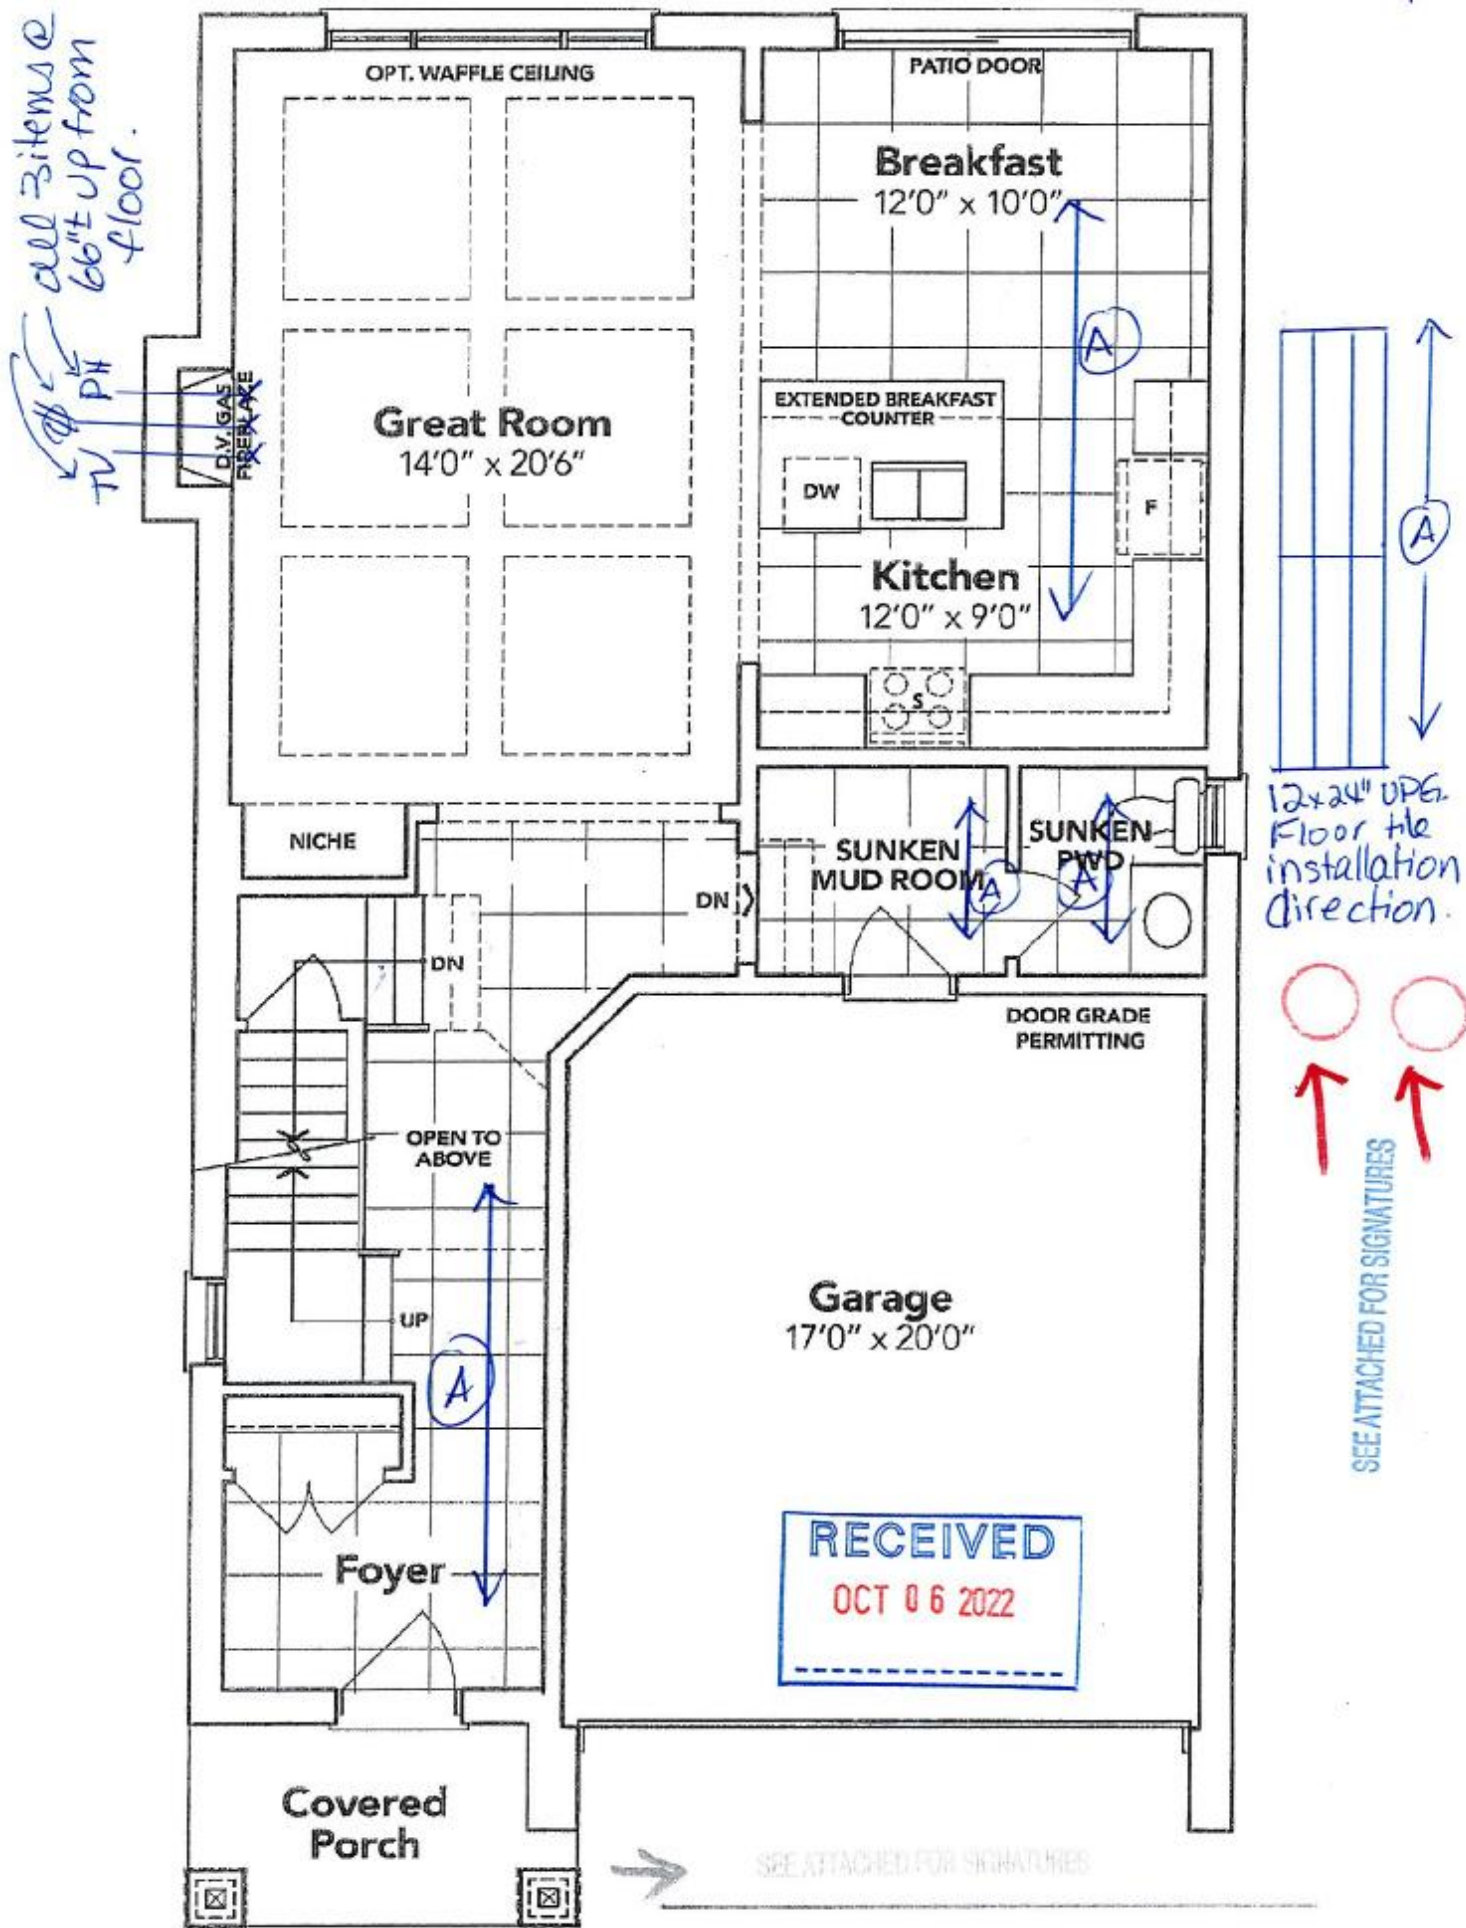 all 3 items @
66"± up from
floor.
PH
TV
OPT. WAFFLE CEILING
PATIO DOOR
Breakfast
12'0" x 10'0"
A
D.V. GAS
FIREPLACE
Great Room
14'0" x 20'6"
EXTENDED BREAKFAST
COUNTER
DW
F
A
Kitchen
12'0" x 9'0"
S
12x24" UPG.
Floor tile
installation
direction.
NICHE
SUNKEN
MUD ROOM
A
SUNKEN
PWD
A
DN
DN
DOOR GRADE
PERMITTING
OPEN TO
ABOVE
SEE ATTACHED FOR SIGNATURES
UP
A
Garage
17'0" x 20'0"
Foyer
RECEIVED
OCT 06 2022
Covered
Porch
SEE ATTACHED FOR SIGNATURES